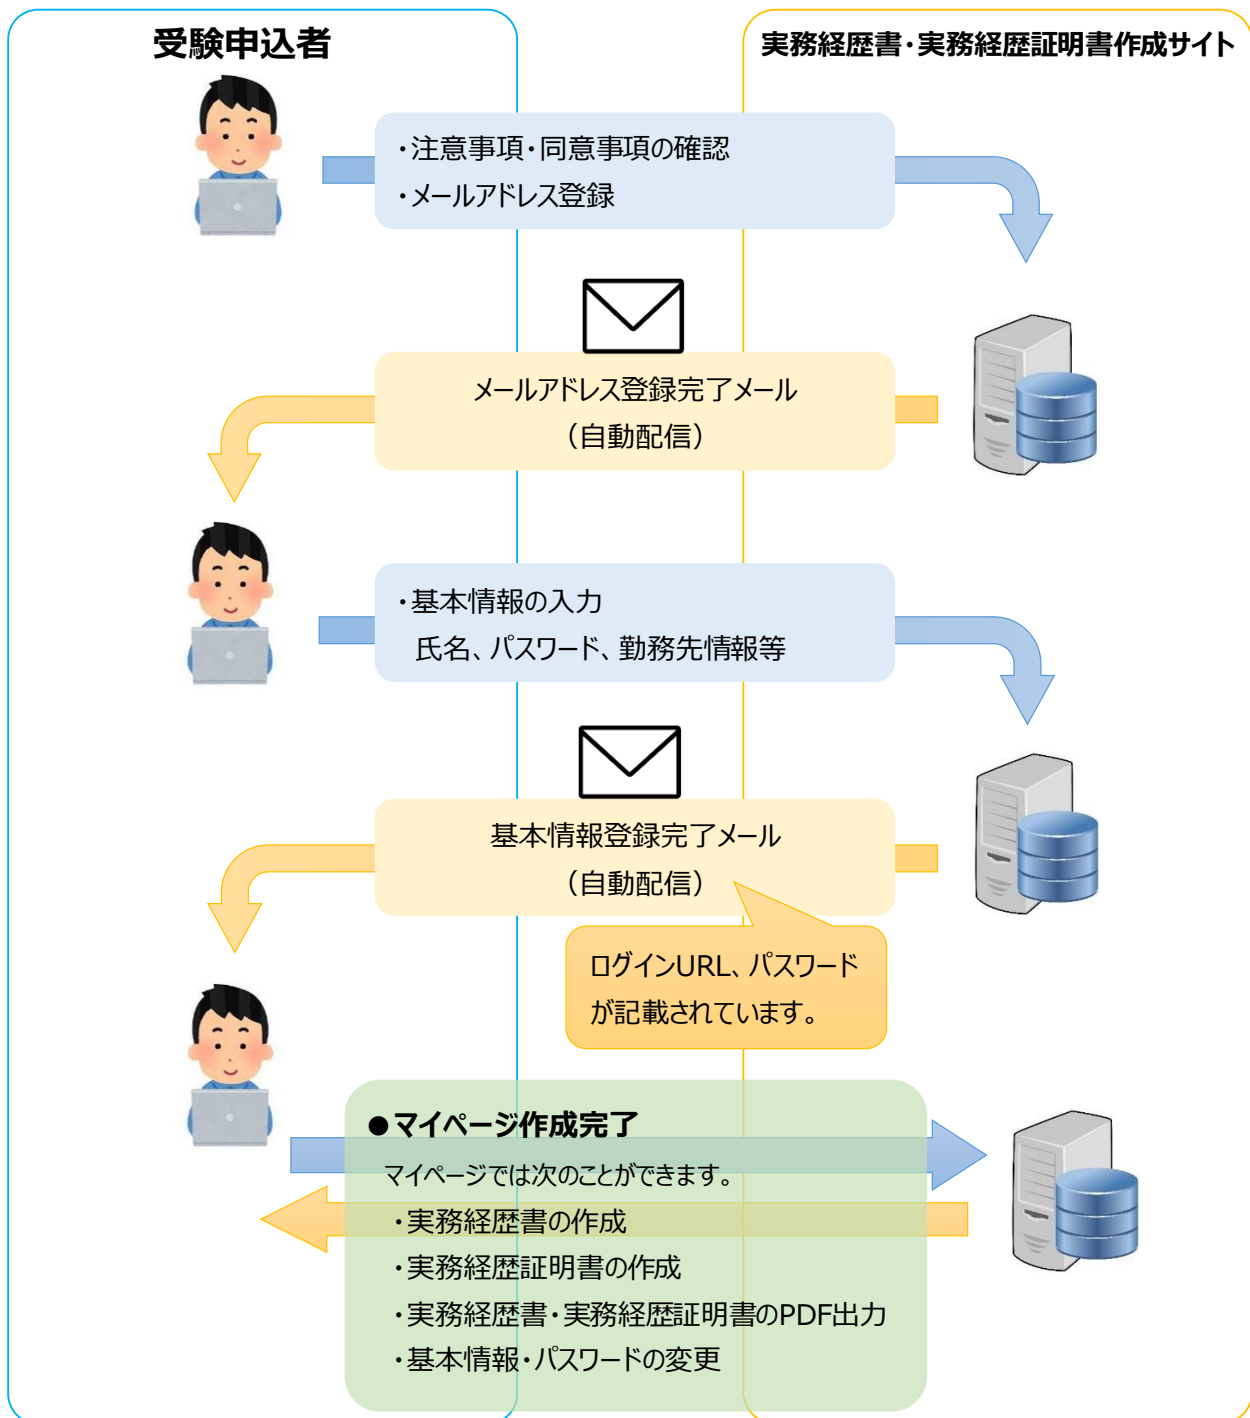 受験申込者
実務経歴書・実務経歴証明書作成サイト
・注意事項・同意事項の確認
・メールアドレス登録
メールアドレス登録完了メール
（自動配信）
・基本情報の入力
氏名、パスワード、勤務先情報等
基本情報登録完了メール
（自動配信）
ログインURL、パスワード
が記載されています。
●マイページ作成完了
マイページでは次のことができます。
・実務経歴書の作成
・実務経歴証明書の作成
・実務経歴書・実務経歴証明書のPDF出力
・基本情報・パスワードの変更